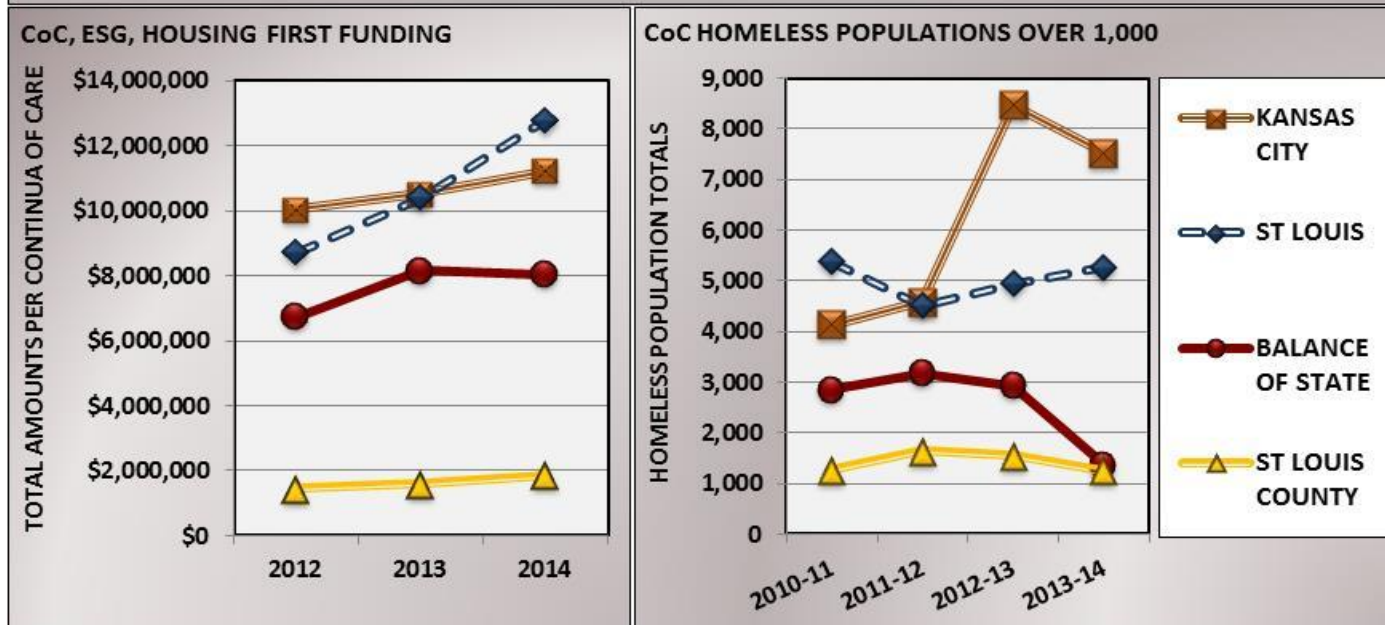 CoC, ESG, HOUSING FIRST FUNDING
TOTAL AMOUNTS PER CONTINUA OF CARE
$14,000,000
$12,000,000
$10,000,000
$8,000,000
$6,000,000
$4,000,000
$2,000,000
$0
2012
2013
2014
CoC HOMELESS POPULATIONS OVER 1,000
HOMELESS POPULATION TOTALS
9,000
8,000
7,000
6,000
5,000
4,000
3,000
2,000
1,000
0
2010-11
2011-12
2012-13
2013-14
KANSAS
CITY
ST LOUIS
BALANCE
OF STATE
ST LOUIS
COUNTY